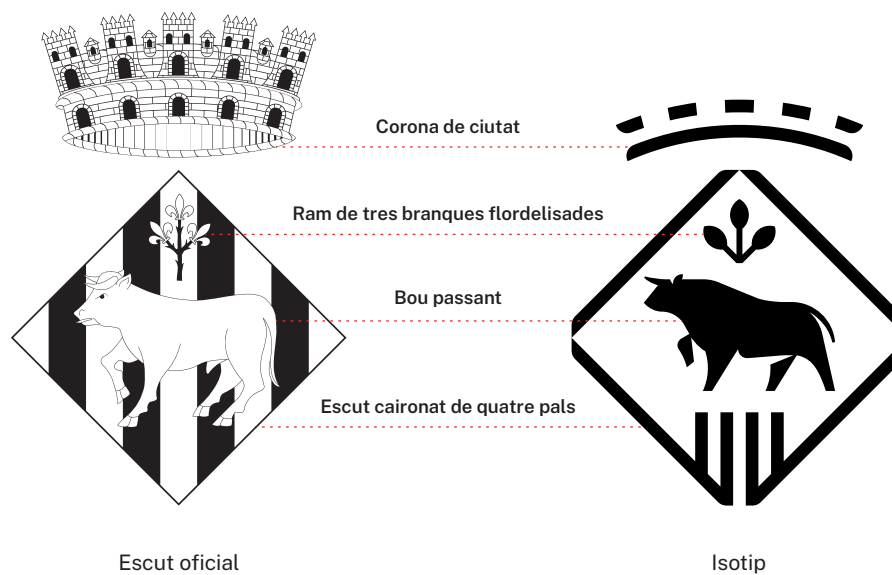 Corona de ciutat
Ram de tres branques flordelisades
Bou passant
Escut caironat de quatre pals
Escut oficial
Isotip